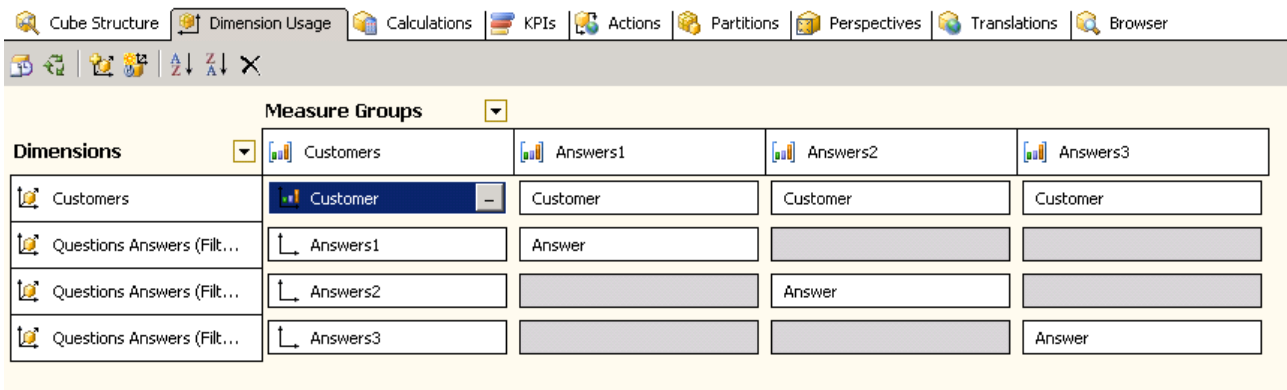 Cube Structure Dimension Usage Calculations KPIs Actions Partitions Perspectives Translations Browser
Measure Groups
Dimensions Customers Answers1 Answers2 Answers3
Customers Customer Customer Customer Customer
Questions Answers (Filt... Answers1 Answer
Questions Answers (Filt... Answers2 Answer
Questions Answers (Filt... Answers3 Answer